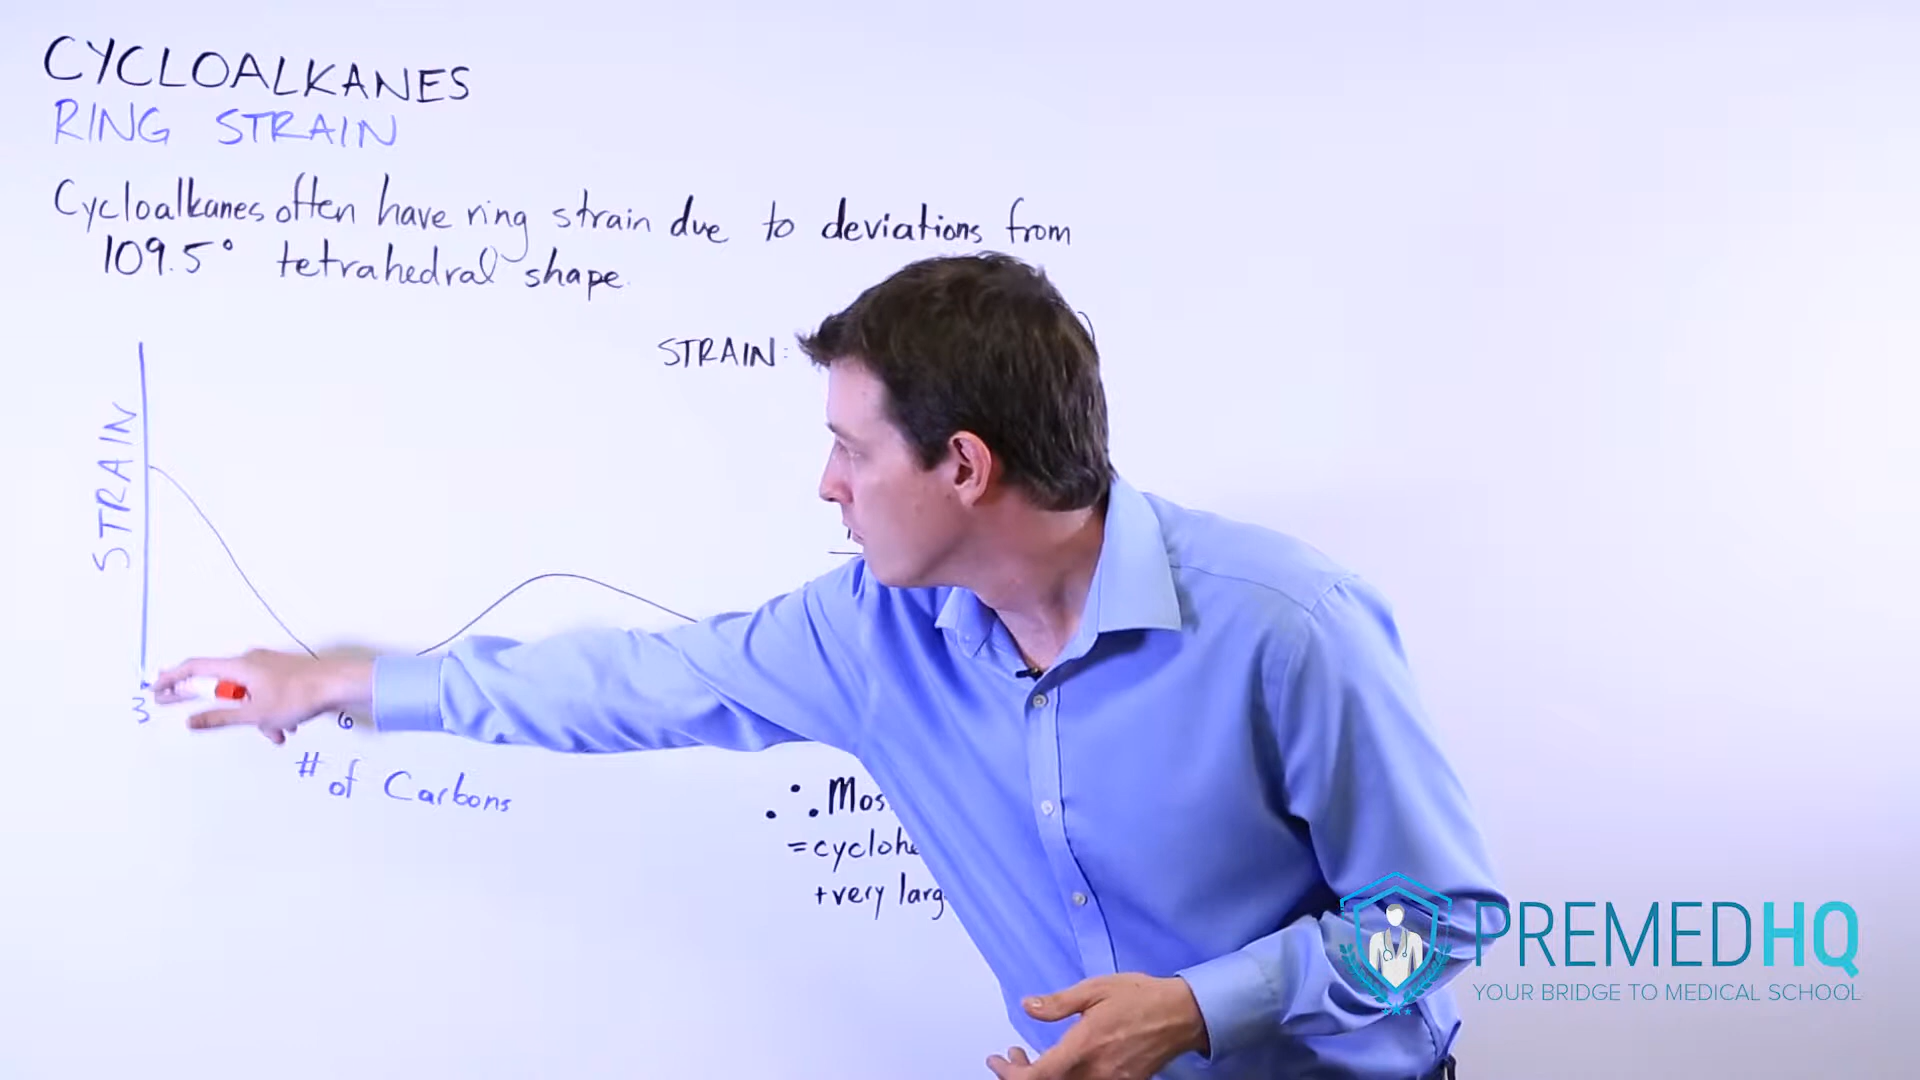 CYCLOALKANES
RING STRAIN
Cycloalkanes often have ring strain due to deviations from
109.5° tetrahedral shape.
STRAIN:
STRAIN
3
6
# of Carbons
∴ Mos
=cyclohe
+very larg
PREMEDHQ
YOUR BRIDGE TO MEDICAL SCHOOL